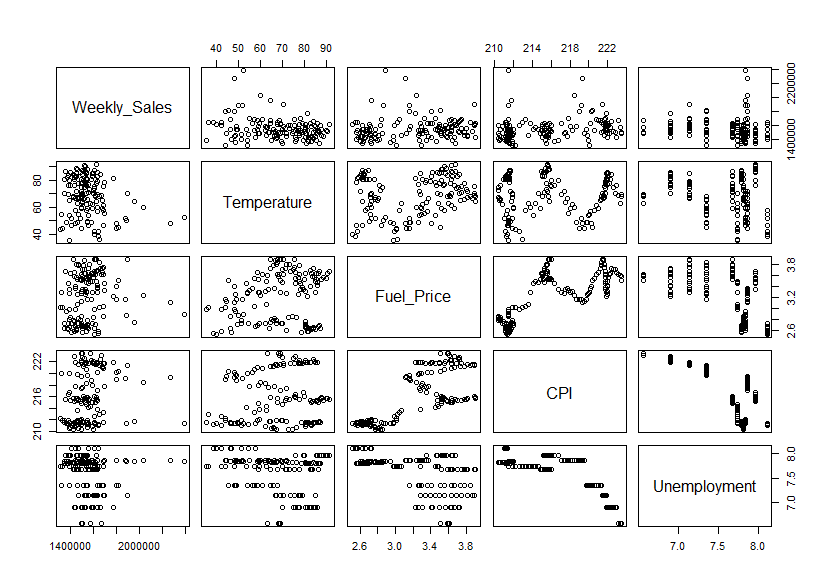 40 50 60 70 80 90
210 214 218 222
Weekly_Sales
1400000 2200000
40 60 80
Temperature
Fuel_Price
2.6 3.2 3.8
210 216 222
CPI
Unemployment
7.0 7.5 8.0
1400000 2000000
2.6 3.0 3.4 3.8
7.0 7.5 8.0